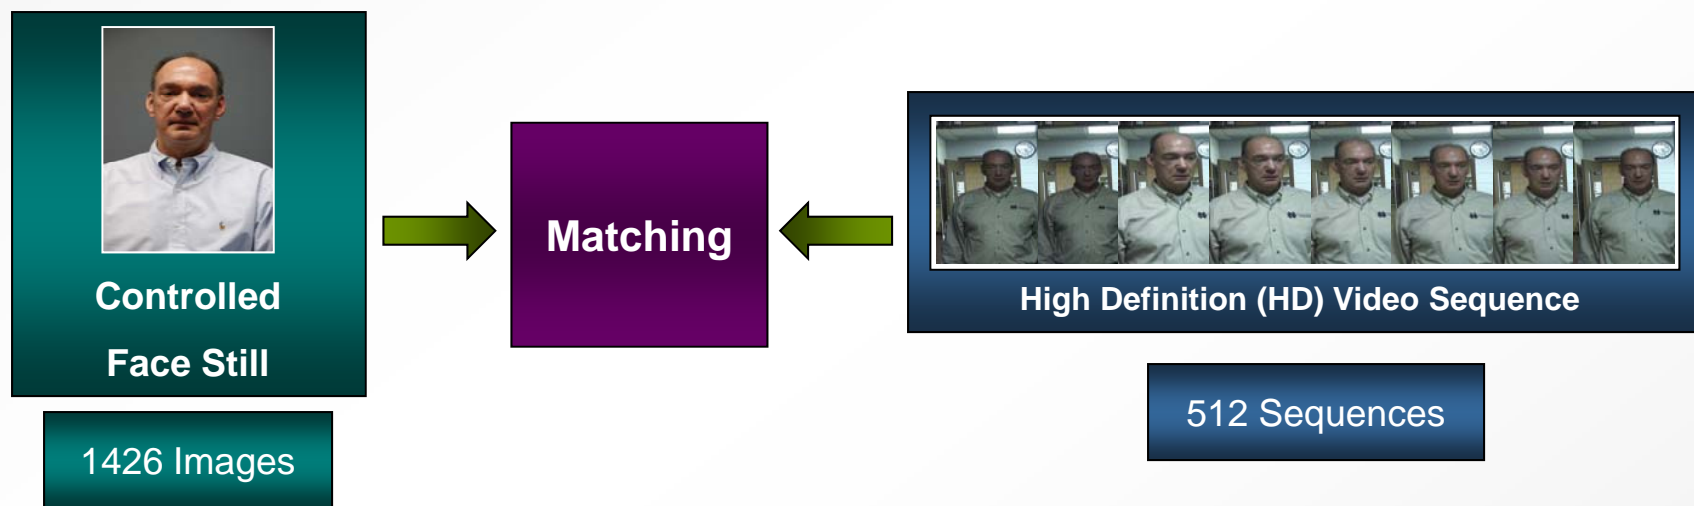 Controlled
Face Still
1426 Images
Matching
High Definition (HD) Video Sequence
512 Sequences